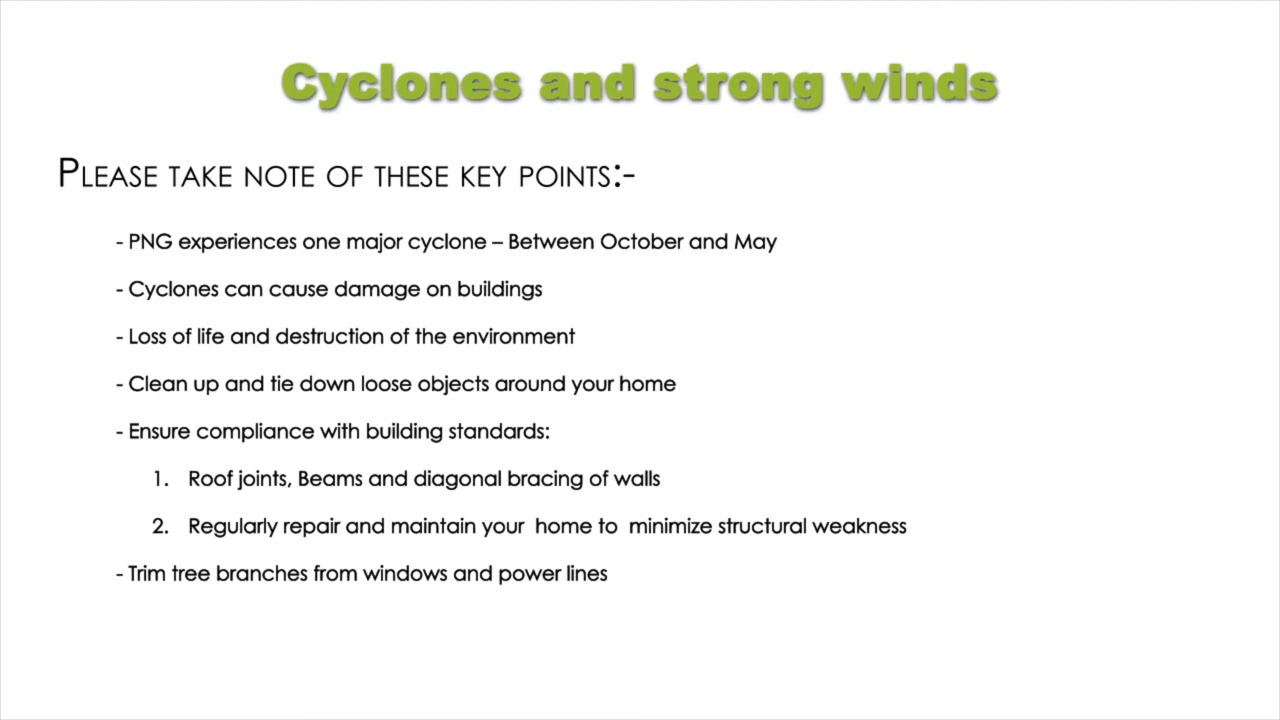 Cyclones and strong winds
Please take note of these key points:-
- PNG experiences one major cyclone – Between October and May
- Cyclones can cause damage on buildings
- Loss of life and destruction of the environment
- Clean up and tie down loose objects around your home
- Ensure compliance with building standards:
1. Roof joints, Beams and diagonal bracing of walls
2. Regularly repair and maintain your home to minimize structural weakness
- Trim tree branches from windows and power lines